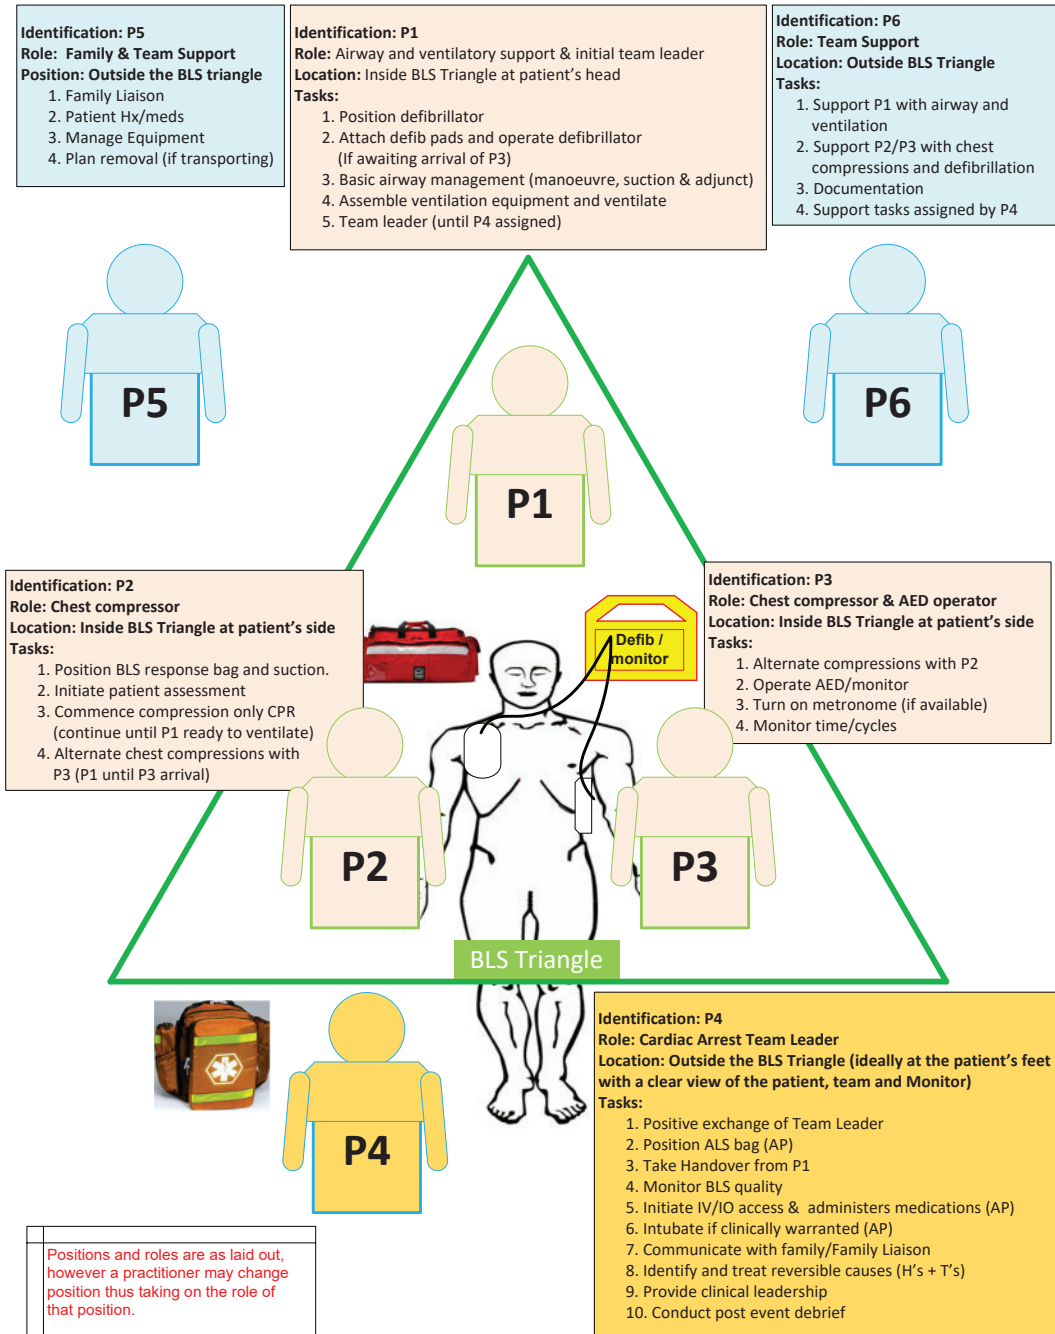 Identification: P5
Role:  Family & Team Support
Position: Outside the BLS triangle
1. Family Liaison
2. Patient Hx/meds
3. Manage Equipment
4. Plan removal (if transporting)
Identification: P1
Role: Airway and ventilatory support & initial team leader
Location: Inside BLS Triangle at patient's head
Tasks:
1. Position defibrillator
2. Attach defib pads and operate defibrillator
(If awaiting arrival of P3)
3. Basic airway management (manoeuvre, suction & adjunct)
4. Assemble ventilation equipment and ventilate
5. Team leader (until P4 assigned)
Identification: P6
Role: Team Support
Location: Outside BLS Triangle
Tasks:
1. Support P1 with airway and
ventilation
2. Support P2/P3 with chest
compressions and defibrillation
3. Documentation
4. Support tasks assigned by P4
P5
P6
P1
Identification: P2
Role: Chest compressor
Location: Inside BLS Triangle at patient's side
Tasks:
1. Position BLS response bag and suction.
2. Initiate patient assessment
3. Commence compression only CPR
(continue until P1 ready to ventilate)
4. Alternate chest compressions with
P3 (P1 until P3 arrival)
Defib /
monitor
Identification: P3
Role: Chest compressor & AED operator
Location: Inside BLS Triangle at patient's side
Tasks:
1. Alternate compressions with P2
2. Operate AED/monitor
3. Turn on metronome (if available)
4. Monitor time/cycles
P2
P3
BLS Triangle
P4
Identification: P4
Role: Cardiac Arrest Team Leader
Location: Outside the BLS Triangle (ideally at the patient's feet
with a clear view of the patient, team and Monitor)
Tasks:
1. Positive exchange of Team Leader
2. Position ALS bag (AP)
3. Take Handover from P1
4. Monitor BLS quality
5. Initiate IV/IO access &  administers medications (AP)
6. Intubate if clinically warranted (AP)
7. Communicate with family/Family Liaison
8. Identify and treat reversible causes (H's + T's)
9. Provide clinical leadership
10. Conduct post event debrief
Positions and roles are as laid out,
however a practitioner may change
position thus taking on the role of
that position.